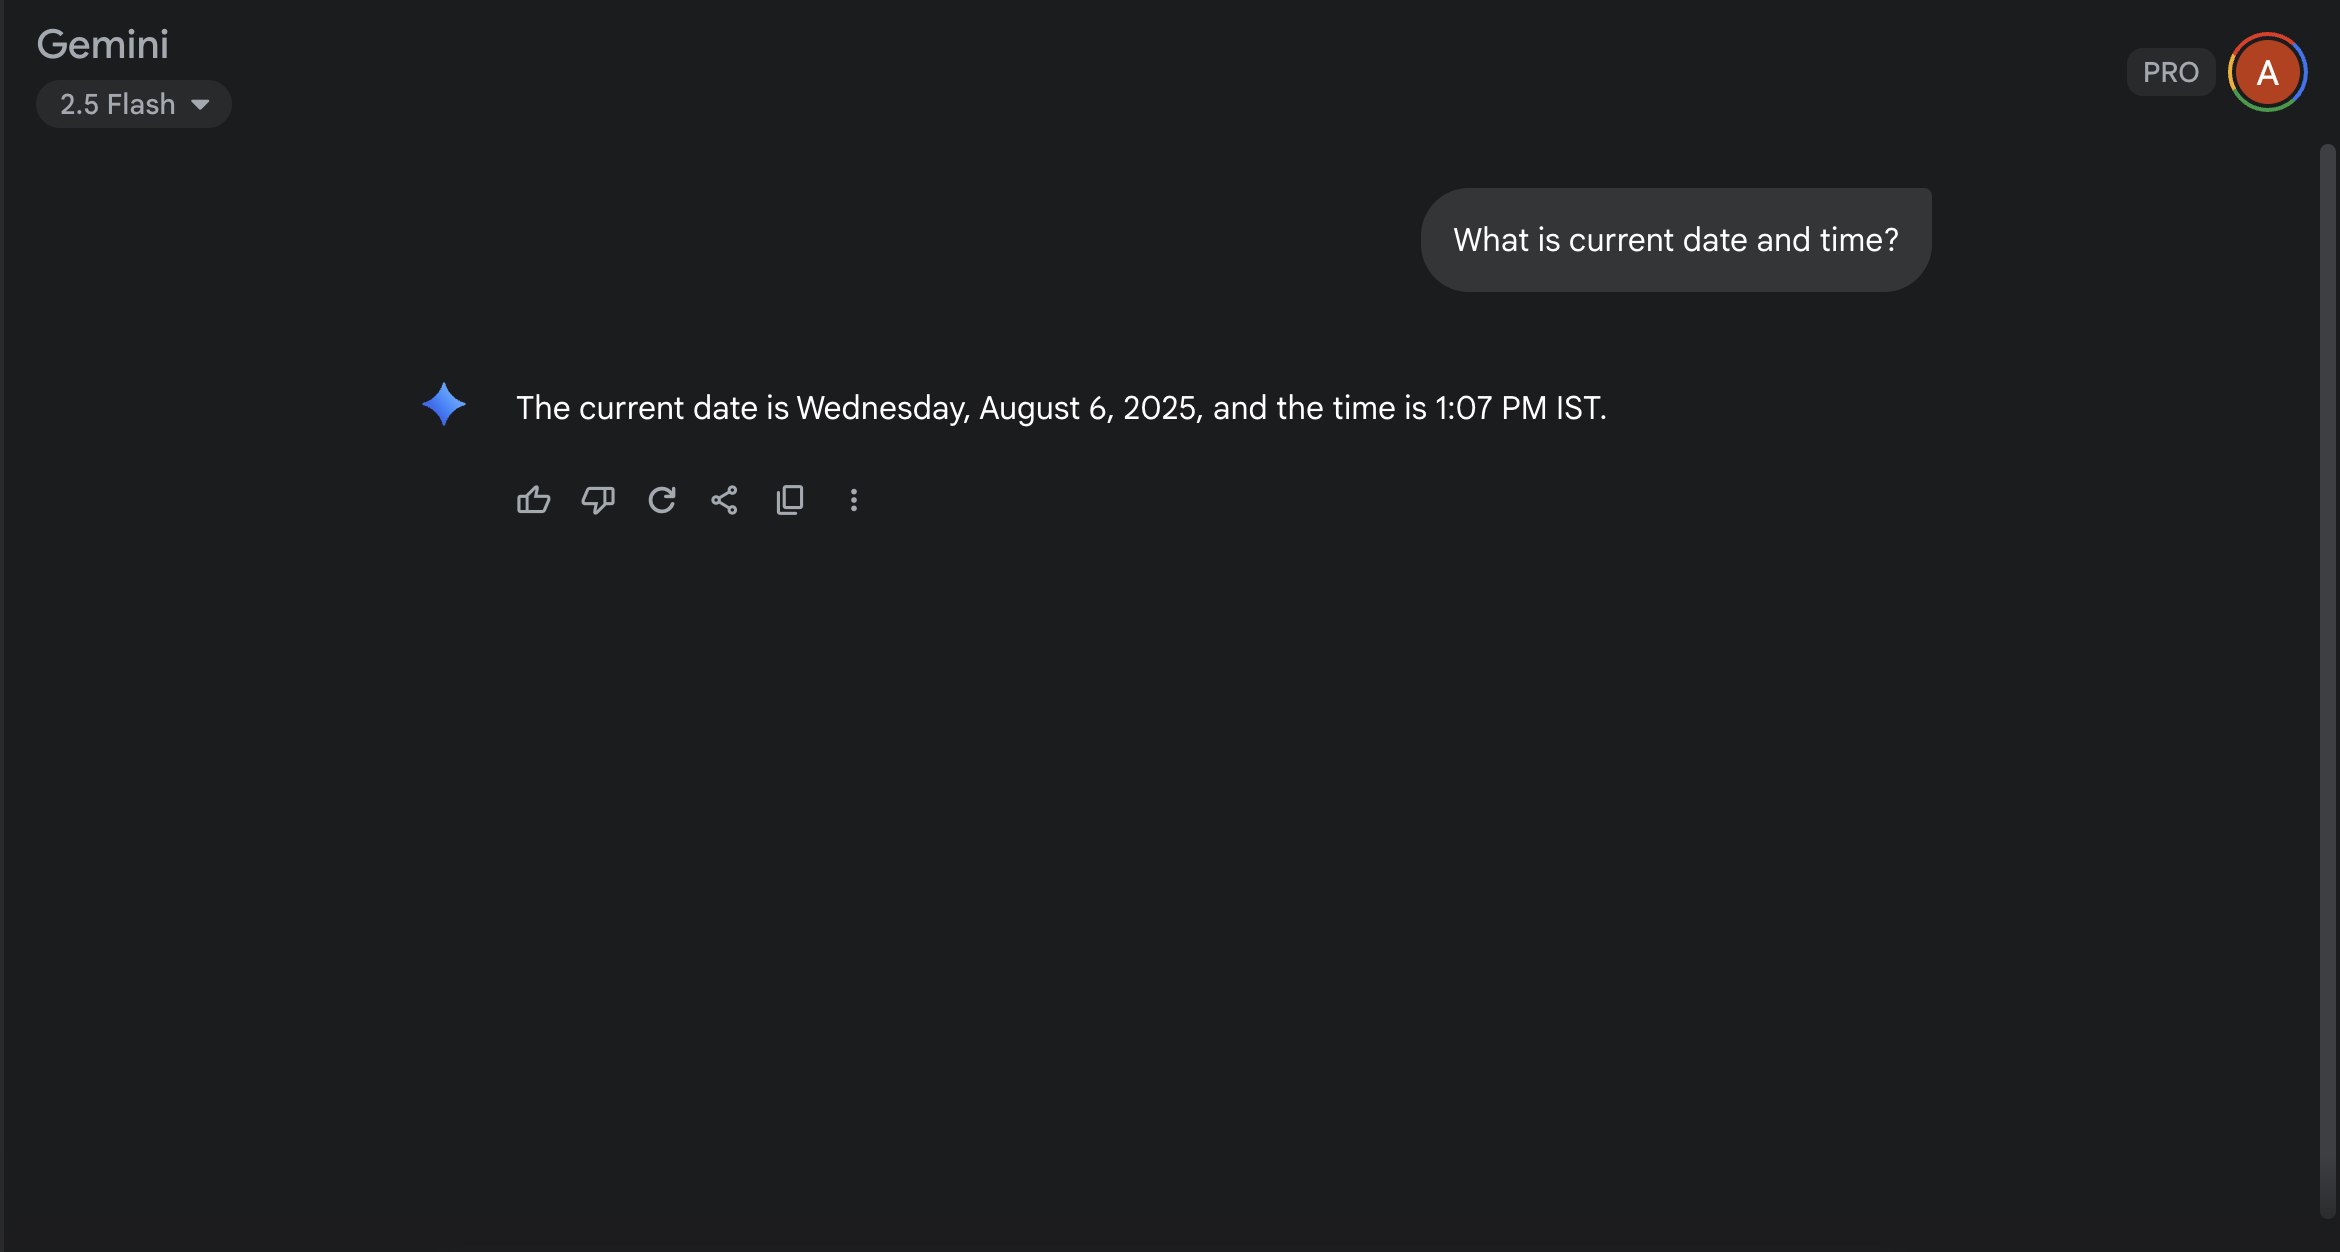 Gemini
2.5 Flash
PRO
A
What is current date and time?
The current date is Wednesday, August 6, 2025, and the time is 1:07 PM IST.